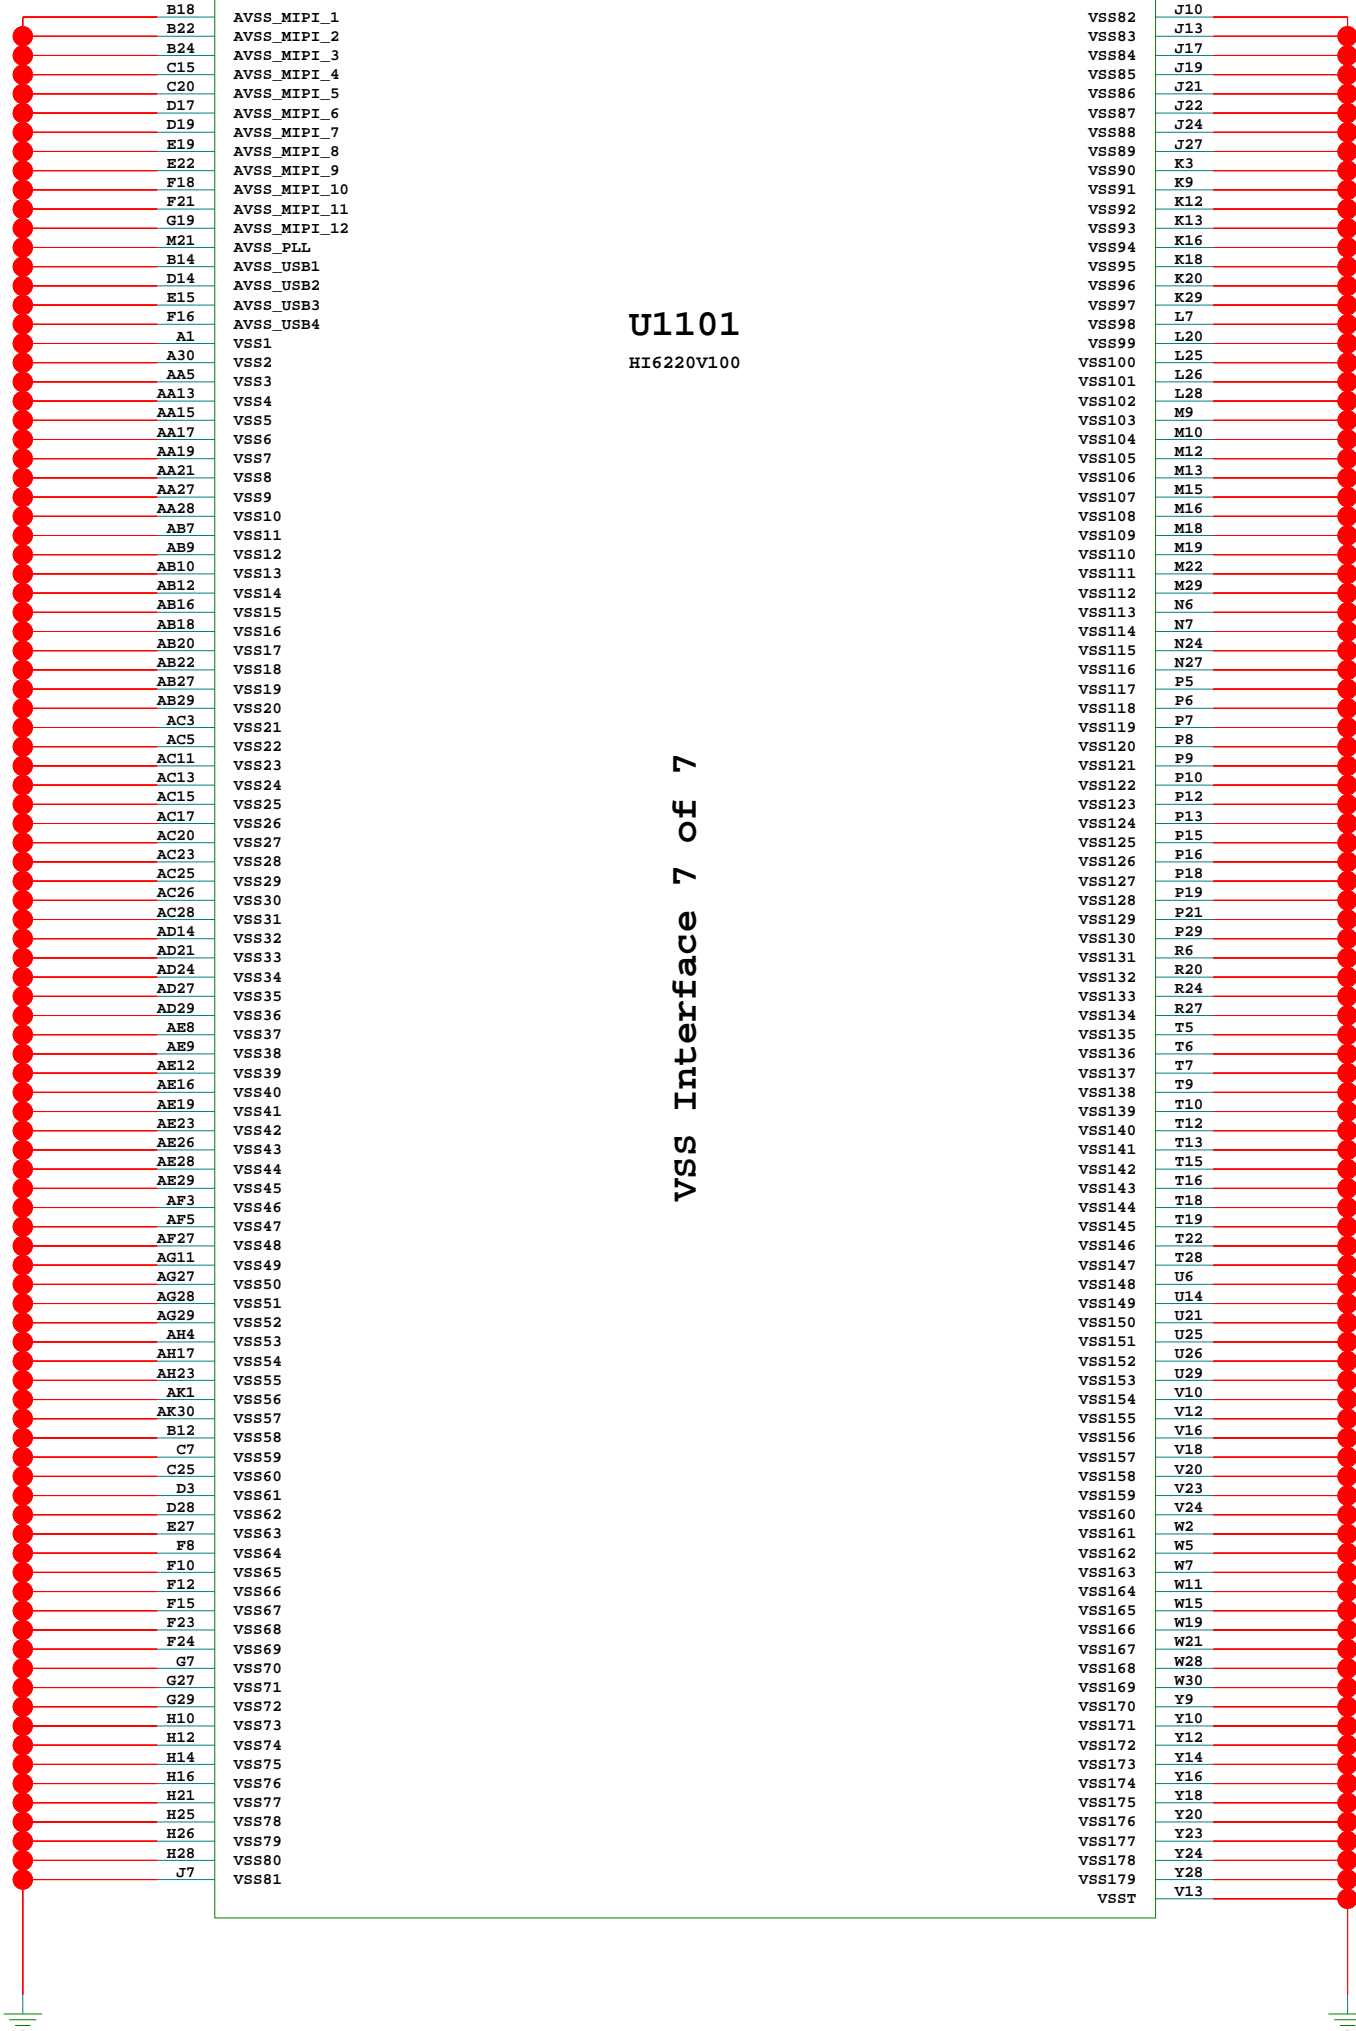 B18 AVSS_MIPI_1 VSS82 J10
B22 AVSS_MIPI_2 VSS83 J13
B24 AVSS_MIPI_3 VSS84 J17
C15 AVSS_MIPI_4 VSS85 J19
C20 AVSS_MIPI_5 VSS86 J21
D17 AVSS_MIPI_6 VSS87 J22
D19 AVSS_MIPI_7 VSS88 J24
E19 AVSS_MIPI_8 VSS89 J27
E22 AVSS_MIPI_9 VSS90 K3
F18 AVSS_MIPI_10 VSS91 K9
F21 AVSS_MIPI_11 VSS92 K12
G19 AVSS_MIPI_12 VSS93 K13
M21 AVSS_PLL VSS94 K16
B14 AVSS_USB1 VSS95 K18
D14 AVSS_USB2 VSS96 K20
E15 AVSS_USB3 VSS97 K29
F16 AVSS_USB4 U1101 VSS98 L7
A1 VSS1 VSS99 L20
A30 VSS2 HI6220V100 VSS100 L25
AA5 VSS3 VSS101 L26
AA13 VSS4 VSS102 L28
AA15 VSS5 VSS103 M9
AA17 VSS6 VSS104 M10
AA19 VSS7 VSS105 M12
AA21 VSS8 VSS106 M13
AA27 VSS9 VSS107 M15
AA28 VSS10 VSS108 M16
AB7 VSS11 VSS109 M18
AB9 VSS12 VSS110 M19
AB10 VSS13 VSS111 M22
AB12 VSS14 VSS112 M29
AB16 VSS15 VSS113 N6
AB18 VSS16 VSS114 N7
AB20 VSS17 VSS115 N24
AB22 VSS18 VSS116 N27
AB27 VSS19 VSS117 P5
AB29 VSS20 VSS118 P6
AC3 VSS21 VSS119 P7
AC5 VSS22 VSS120 P8
AC11 VSS23 VSS121 P9
AC13 VSS24 VSS122 P10
AC15 VSS25 VSS123 P12
AC17 VSS26 VSS124 P13
AC20 VSS27 VSS125 P15
AC23 VSS28 VSS126 P16
AC25 VSS29 VSS127 P18
AC26 VSS30 VSS128 P19
AC28 VSS31 VSS129 P21
AD14 VSS32 VSS130 P29
AD21 VSS33 VSS131 R6
AD24 VSS34 VSS132 R20
AD27 VSS35 VSS133 R24
AD29 VSS36 VSS134 R27
AE8 VSS37 VSS135 T5
AE9 VSS38 VSS136 T6
AE12 VSS39 VSS137 T7
AE16 VSS40 VSS138 T9
AE19 VSS41 VSS139 T10
AE23 VSS42 VSS140 T12
AE26 VSS43 VSS141 T13
AE28 VSS44 VSS142 T15
AE29 VSS45 VSS143 T16
AF3 VSS46 VSS144 T18
AF5 VSS47 VSS145 T19
AF27 VSS48 VSS146 T22
AG11 VSS49 VSS147 T28
AG27 VSS50 VSS148 U6
AG28 VSS51 VSS149 U14
AG29 VSS52 VSS150 U21
AH4 VSS53 VSS151 U25
AH17 VSS54 VSS152 U26
AH23 VSS55 VSS153 U29
AK1 VSS56 VSS154 V10
AK30 VSS57 VSS155 V12
B12 VSS58 VSS156 V16
C7 VSS59 VSS157 V18
C25 VSS60 VSS158 V20
D3 VSS61 VSS159 V23
D28 VSS62 VSS160 V24
E27 VSS63 VSS161 W2
F8 VSS64 VSS162 W5
F10 VSS65 VSS163 W7
F12 VSS66 VSS164 W11
F15 VSS67 VSS165 W15
F23 VSS68 VSS166 W19
F24 VSS69 VSS167 W21
G7 VSS70 VSS168 W28
G27 VSS71 VSS169 W30
G29 VSS72 VSS170 Y9
H10 VSS73 VSS171 Y10
H12 VSS74 VSS172 Y12
H14 VSS75 VSS173 Y14
H16 VSS76 VSS174 Y16
H21 VSS77 VSS175 Y18
H25 VSS78 VSS176 Y20
H26 VSS79 VSS177 Y23
H28 VSS80 VSS178 Y24
J7 VSS81 VSS179 Y28
VSST V13
VSS Interface 7 of 7